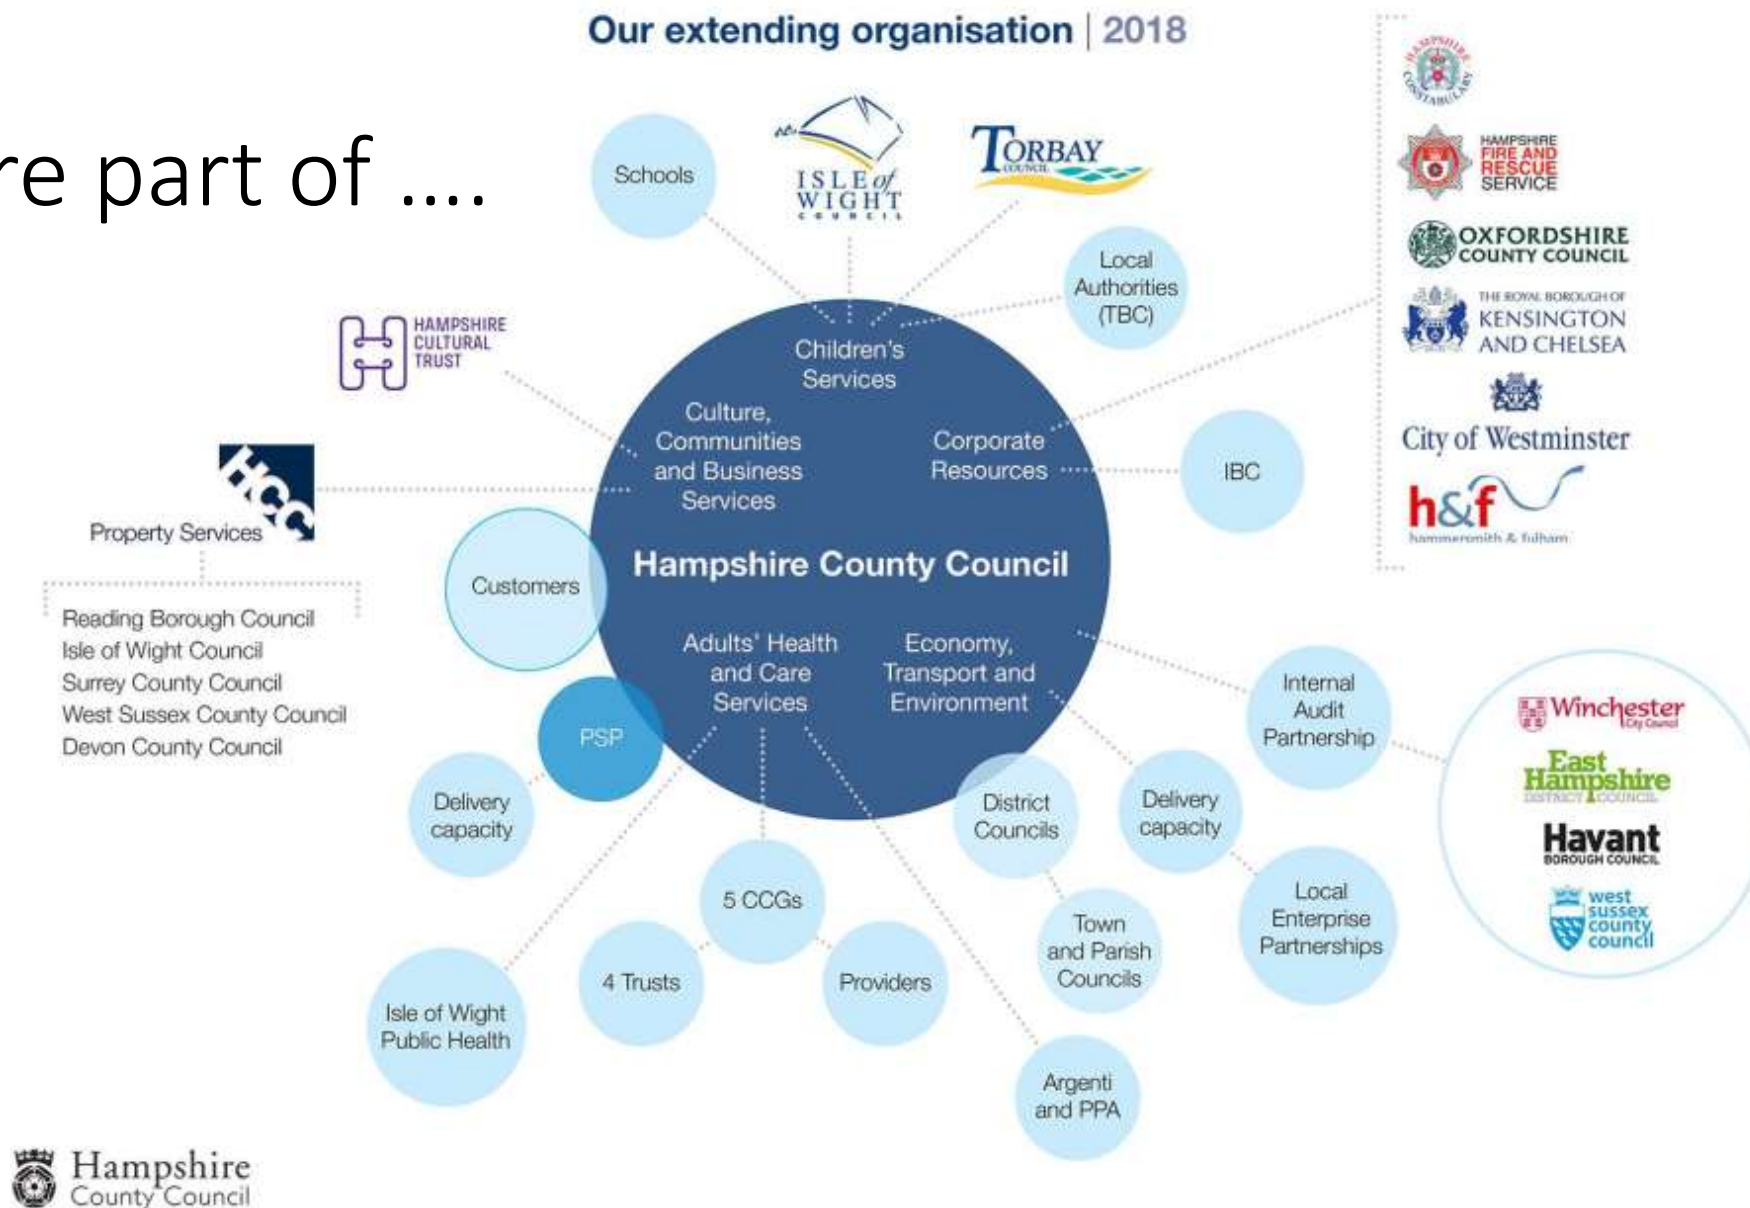 Our extending organisation | 2018
re part of ....
Schools
ISLE of
WIGHT
COUNCIL
TORBAY
COUNCIL
Local
Authorities
(TBC)
HAMPSHIRE
CONSTABULARY
HAMPSHIRE
FIRE AND
RESCUE
SERVICE
OXFORDSHIRE
COUNTY COUNCIL
THE ROYAL BOROUGH OF
KENSINGTON
AND CHELSEA
City of Westminster
h&f
hammersmith & fulham
HAMPSHIRE
CULTURAL
TRUST
Children's
Services
Culture,
Communities
and Business
Services
Corporate
Resources
IBC
HCC
Property Services
Reading Borough Council
Isle of Wight Council
Surrey County Council
West Sussex County Council
Devon County Council
Customers
Hampshire County Council
Adults' Health
and Care
Services
Economy,
Transport and
Environment
PSP
Delivery
capacity
Internal
Audit
Partnership
Winchester
City Council
East
Hampshire
DISTRICT COUNCIL
Havant
BOROUGH COUNCIL
west
sussex
county
council
District
Councils
Delivery
capacity
5 CCGs
4 Trusts
Providers
Town
and Parish
Councils
Local
Enterprise
Partnerships
Isle of Wight
Public Health
Argenti
and PPA
Hampshire
County Council